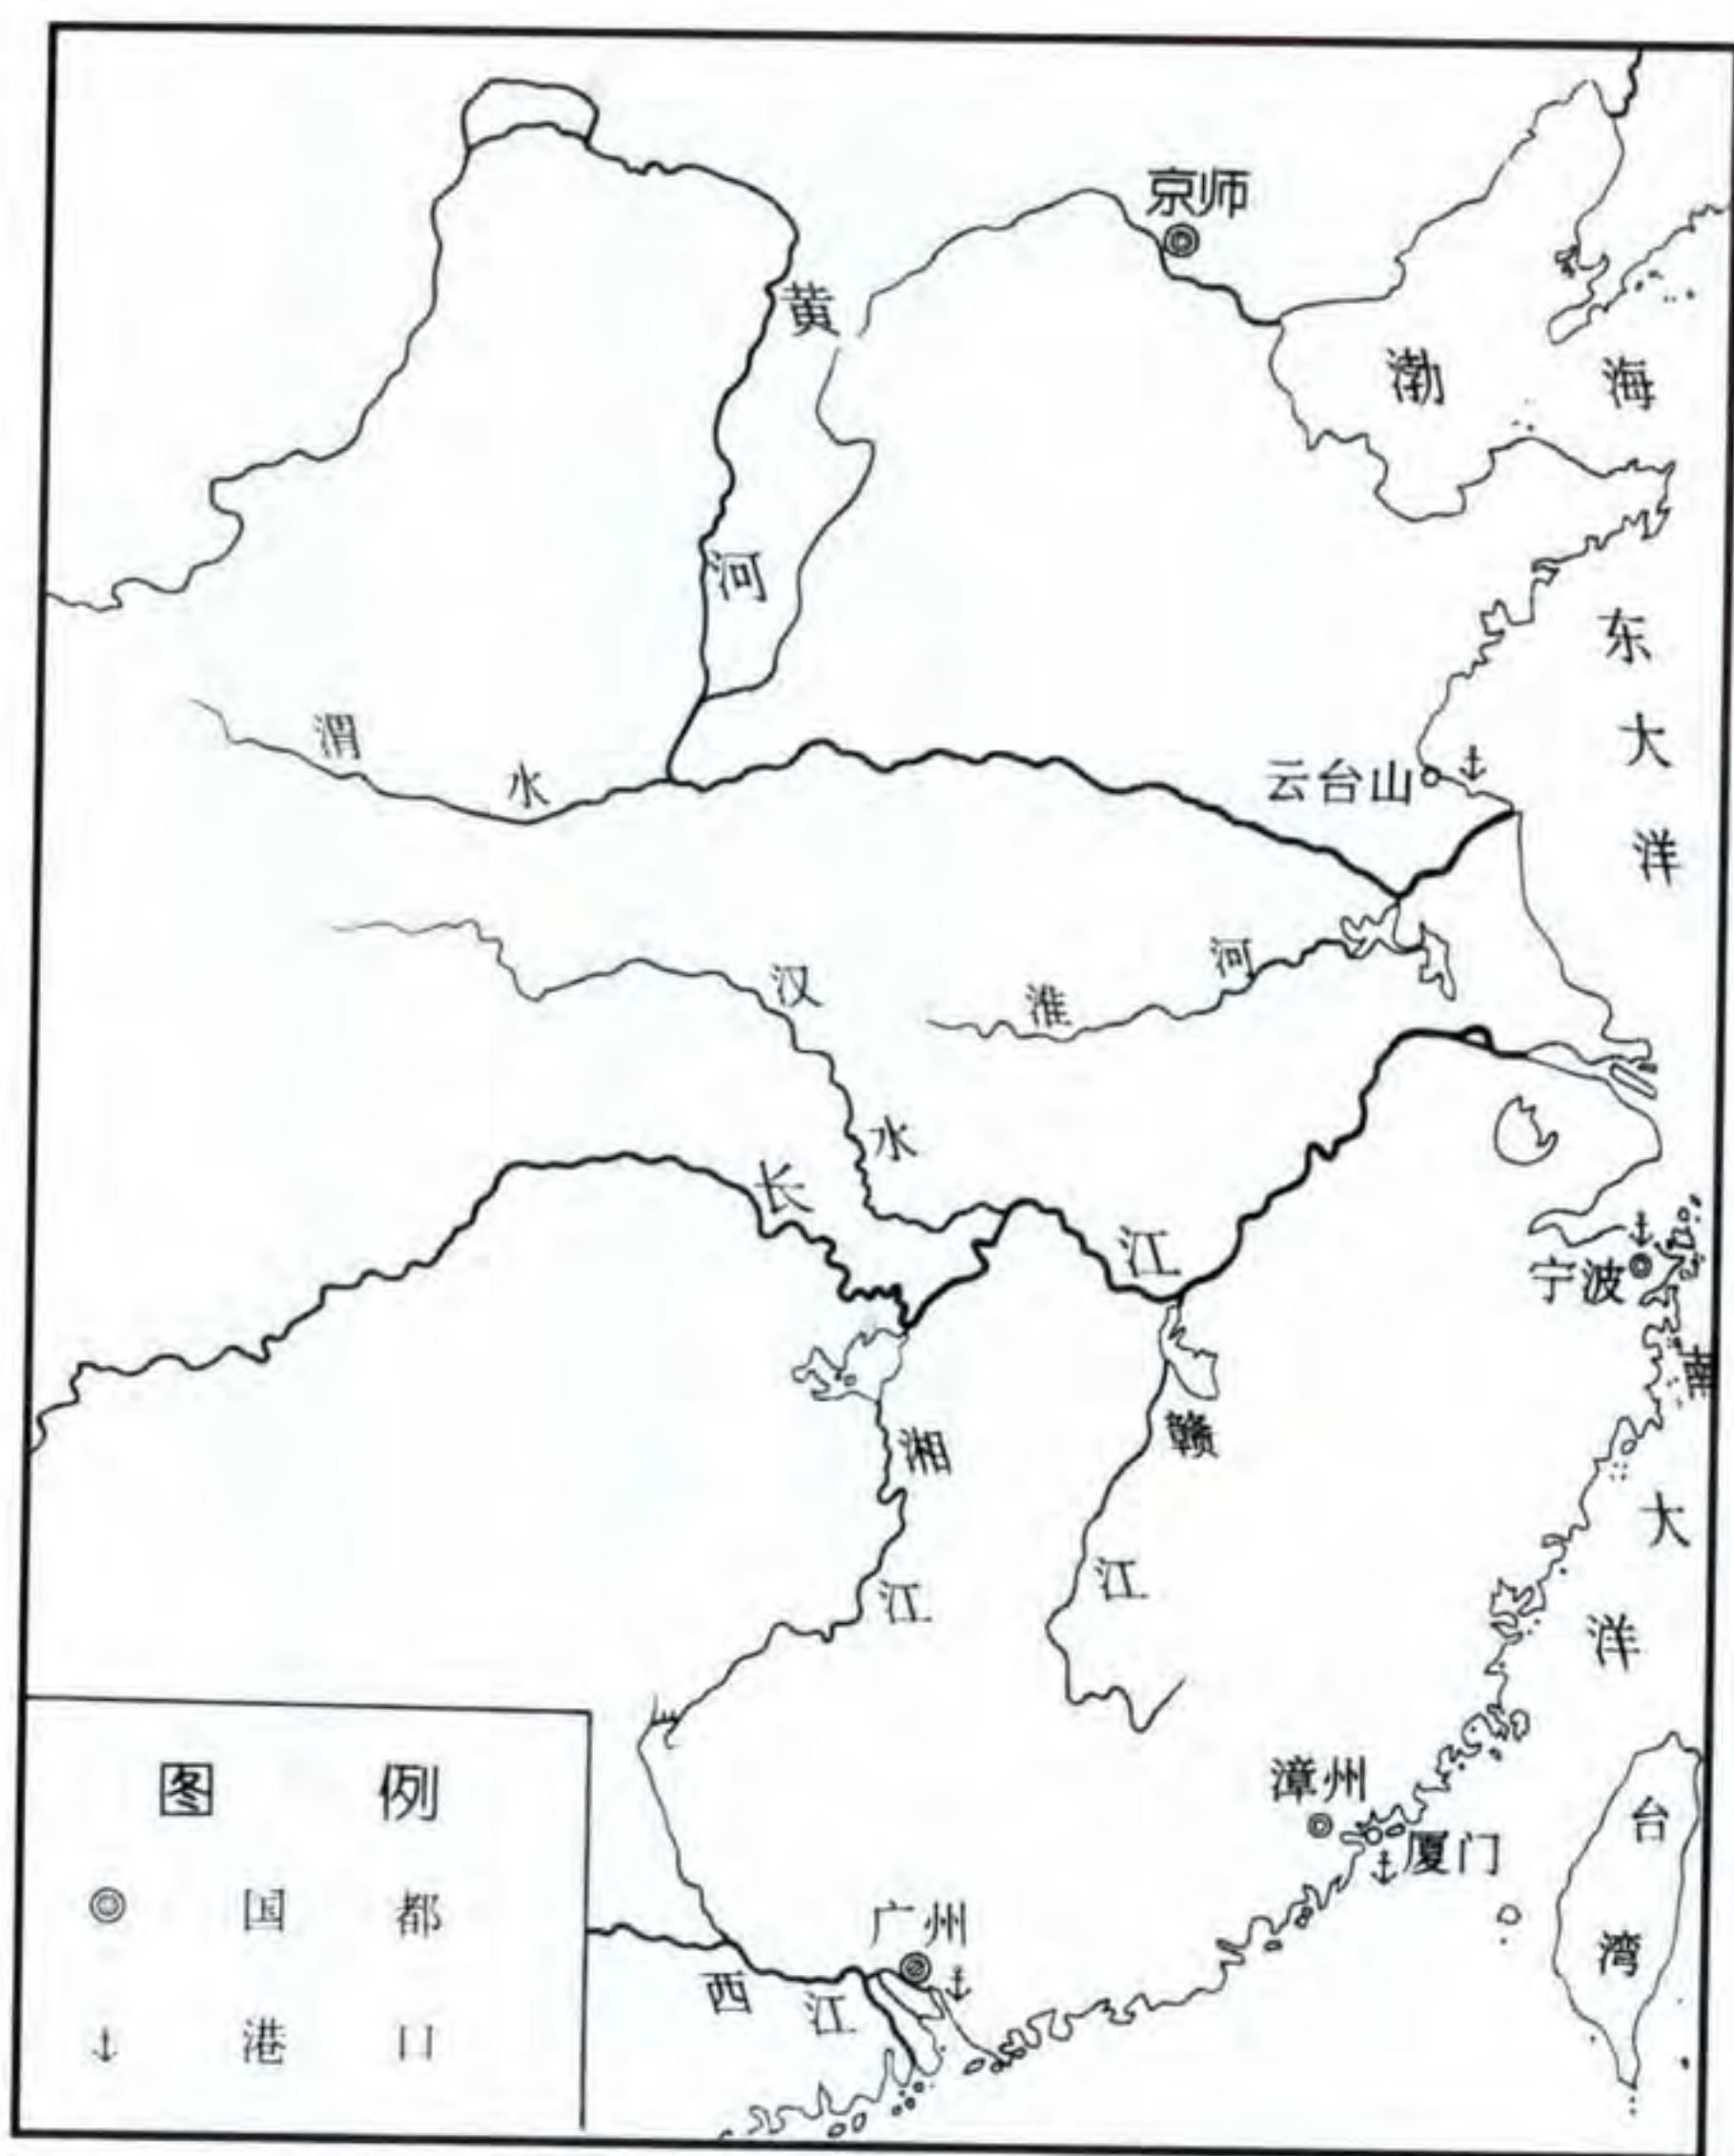 京师
黄河
渤海
东大洋
渭水
云台山
汉水
淮河
长江
宁波
南大洋
湘江
赣江
漳州
厦门
台湾
广州
西江
图例
国都
港口